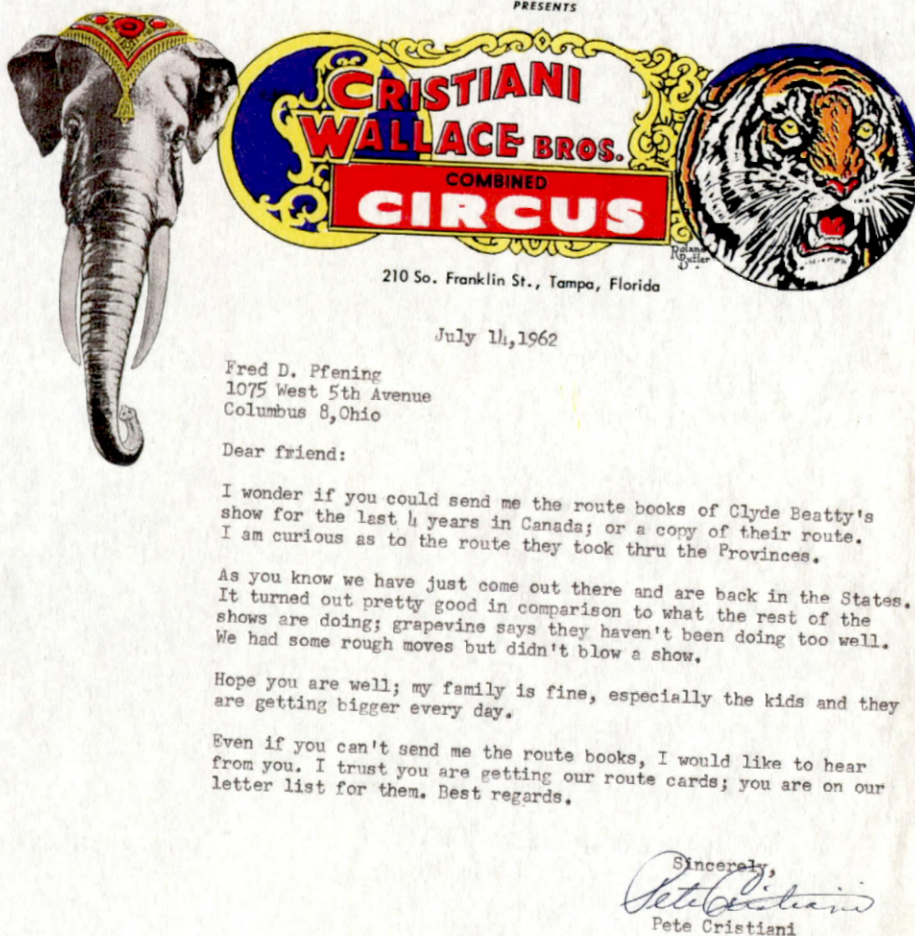 PRESENTS
CRISTIANI
WALLACE BROS.
COMBINED
CIRCUS
Roland
Butler
210 So. Franklin St., Tampa, Florida
July 14,1962
Fred D. Pfening
1075 West 5th Avenue
Columbus 8,Ohio
Dear friend:
I wonder if you could send me the route books of Clyde Beatty's
show for the last 4 years in Canada; or a copy of their route.
I am curious as to the route they took thru the Provinces.
As you know we have just come out there and are back in the States.
It turned out pretty good in comparison to what the rest of the
shows are doing; grapevine says they haven't been doing too well.
We had some rough moves but didn't blow a show.
Hope you are well; my family is fine, especially the kids and they
are getting bigger every day.
Even if you can't send me the route books, I would like to hear
from you. I trust you are getting our route cards; you are on our
letter list for them. Best regards.
Sincerely,
Pete Cristiani
Pete Cristiani